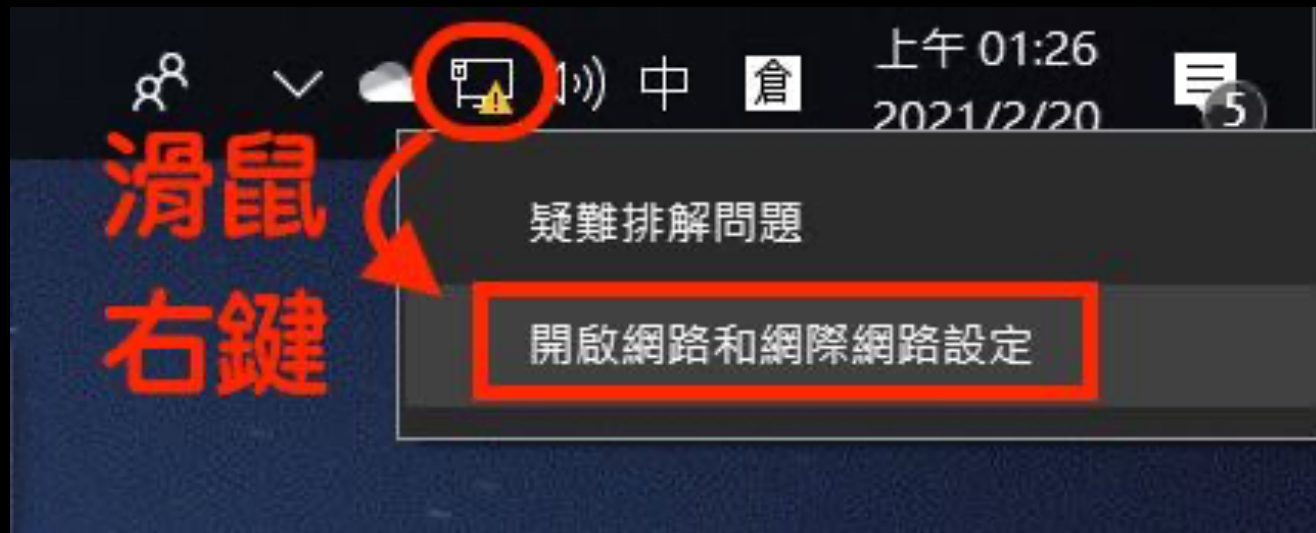 中 倉 上午 01:26
2021/2/20 5
滑鼠
右鍵
疑難排解問題
開啟網路和網際網路設定